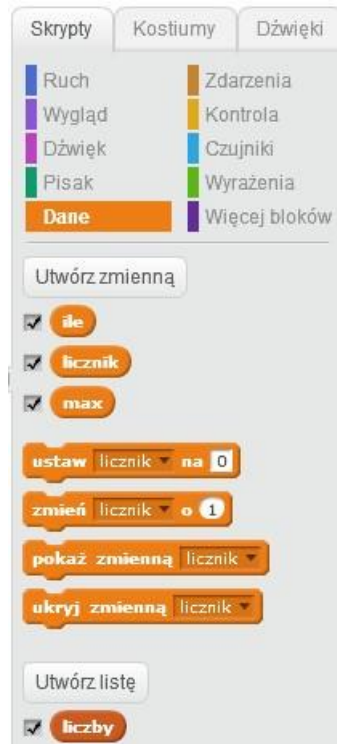 Skrypty Kostiumy Dźwięki
Ruch Zdarzenia
Wygląd Kontrola
Dźwięk Czujniki
Pisak Wyrażenia
Dane Więcej bloków
Utwórz zmienną
ile
licznik
max
ustaw licznik na 0
zmień licznik o 1
pokaż zmienną licznik
ukryj zmienną licznik
Utwórz listę
liczby